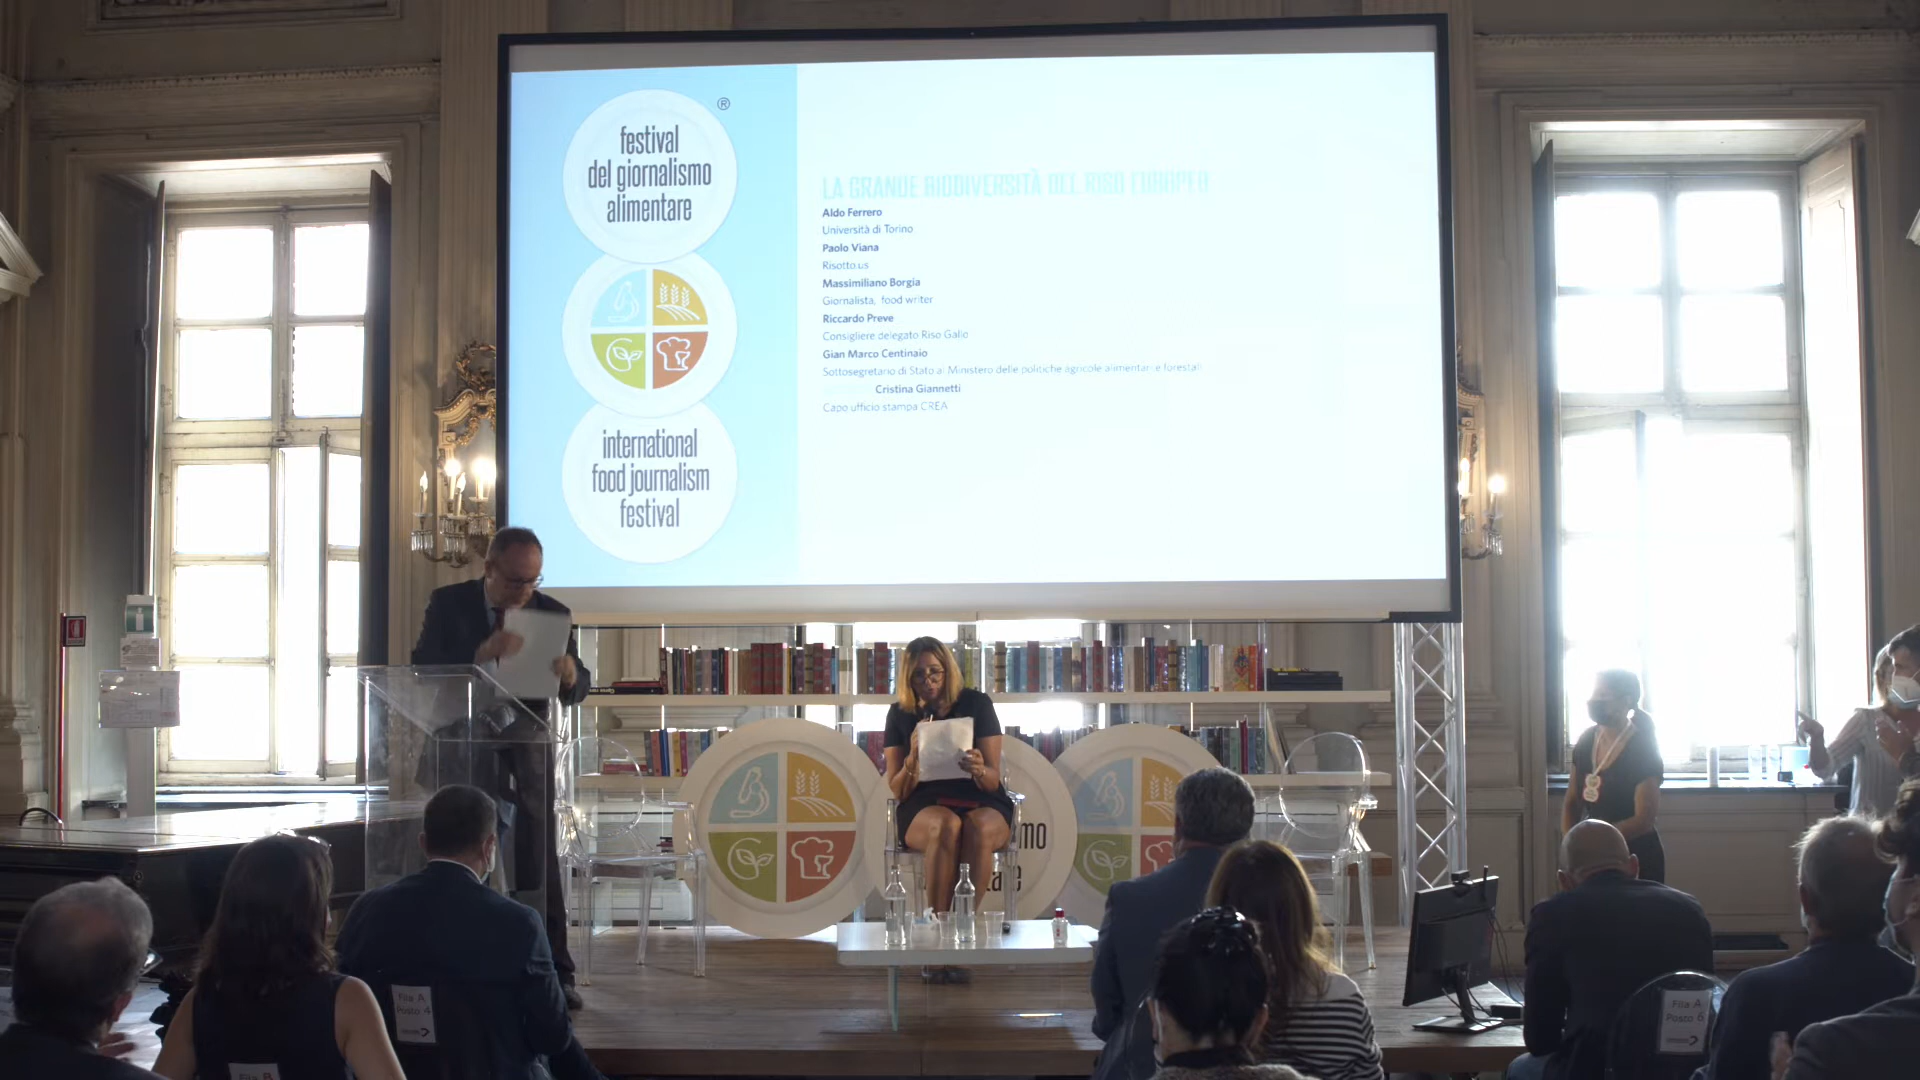 festival
del giornalismo
alimentare
®
international
food journalism
festival
LA GRANDE BIODIVERSITÀ DEL RISO EUROPEO
Aldo Ferrero
Università di Torino
Paolo Viana
Risotto.us
Massimiliano Borgia
Giornalista, food writer
Riccardo Preve
Consigliere delegato Riso Gallo
Gian Marco Centinaio
Sottosegretario di Stato al Ministero delle politiche agricole alimentari e forestali
Cristina Giannetti
Capo ufficio stampa CREA
Fila A
Posto 4
Fila A
Posto 6
Fila B